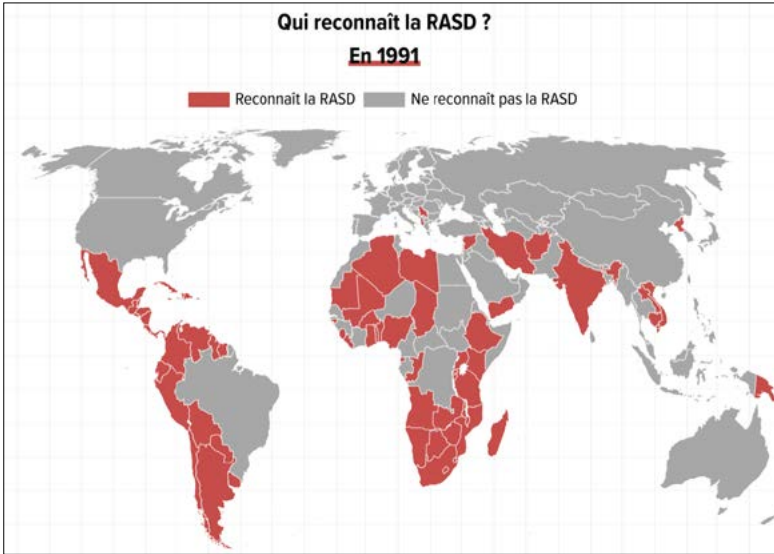 Qui reconnaît la RASD ?
En 1991
Reconnaît la RASD
Ne reconnaît pas la RASD